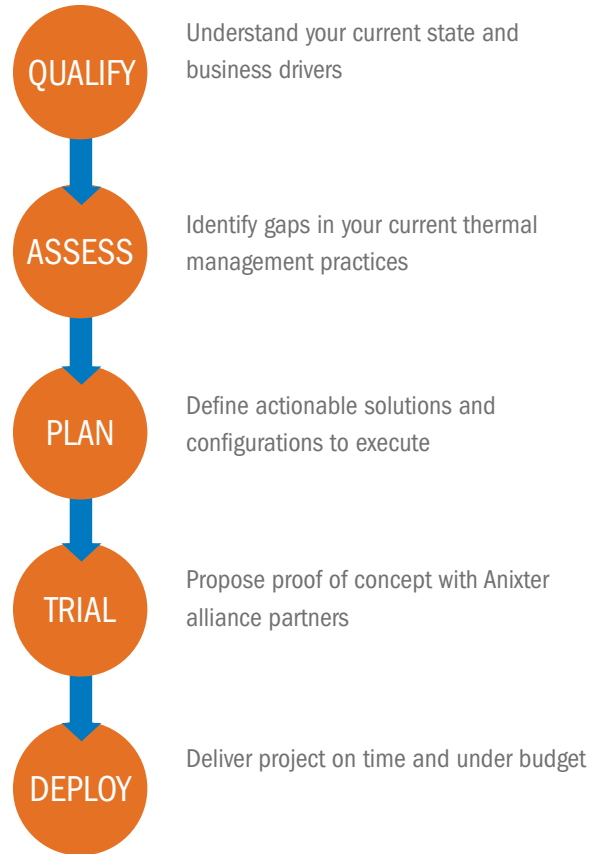 QUALIFY
Understand your current state and
business drivers
ASSESS
Identify gaps in your current thermal
management practices
PLAN
Define actionable solutions and
configurations to execute
TRIAL
Propose proof of concept with Anixter
alliance partners
DEPLOY
Deliver project on time and under budget